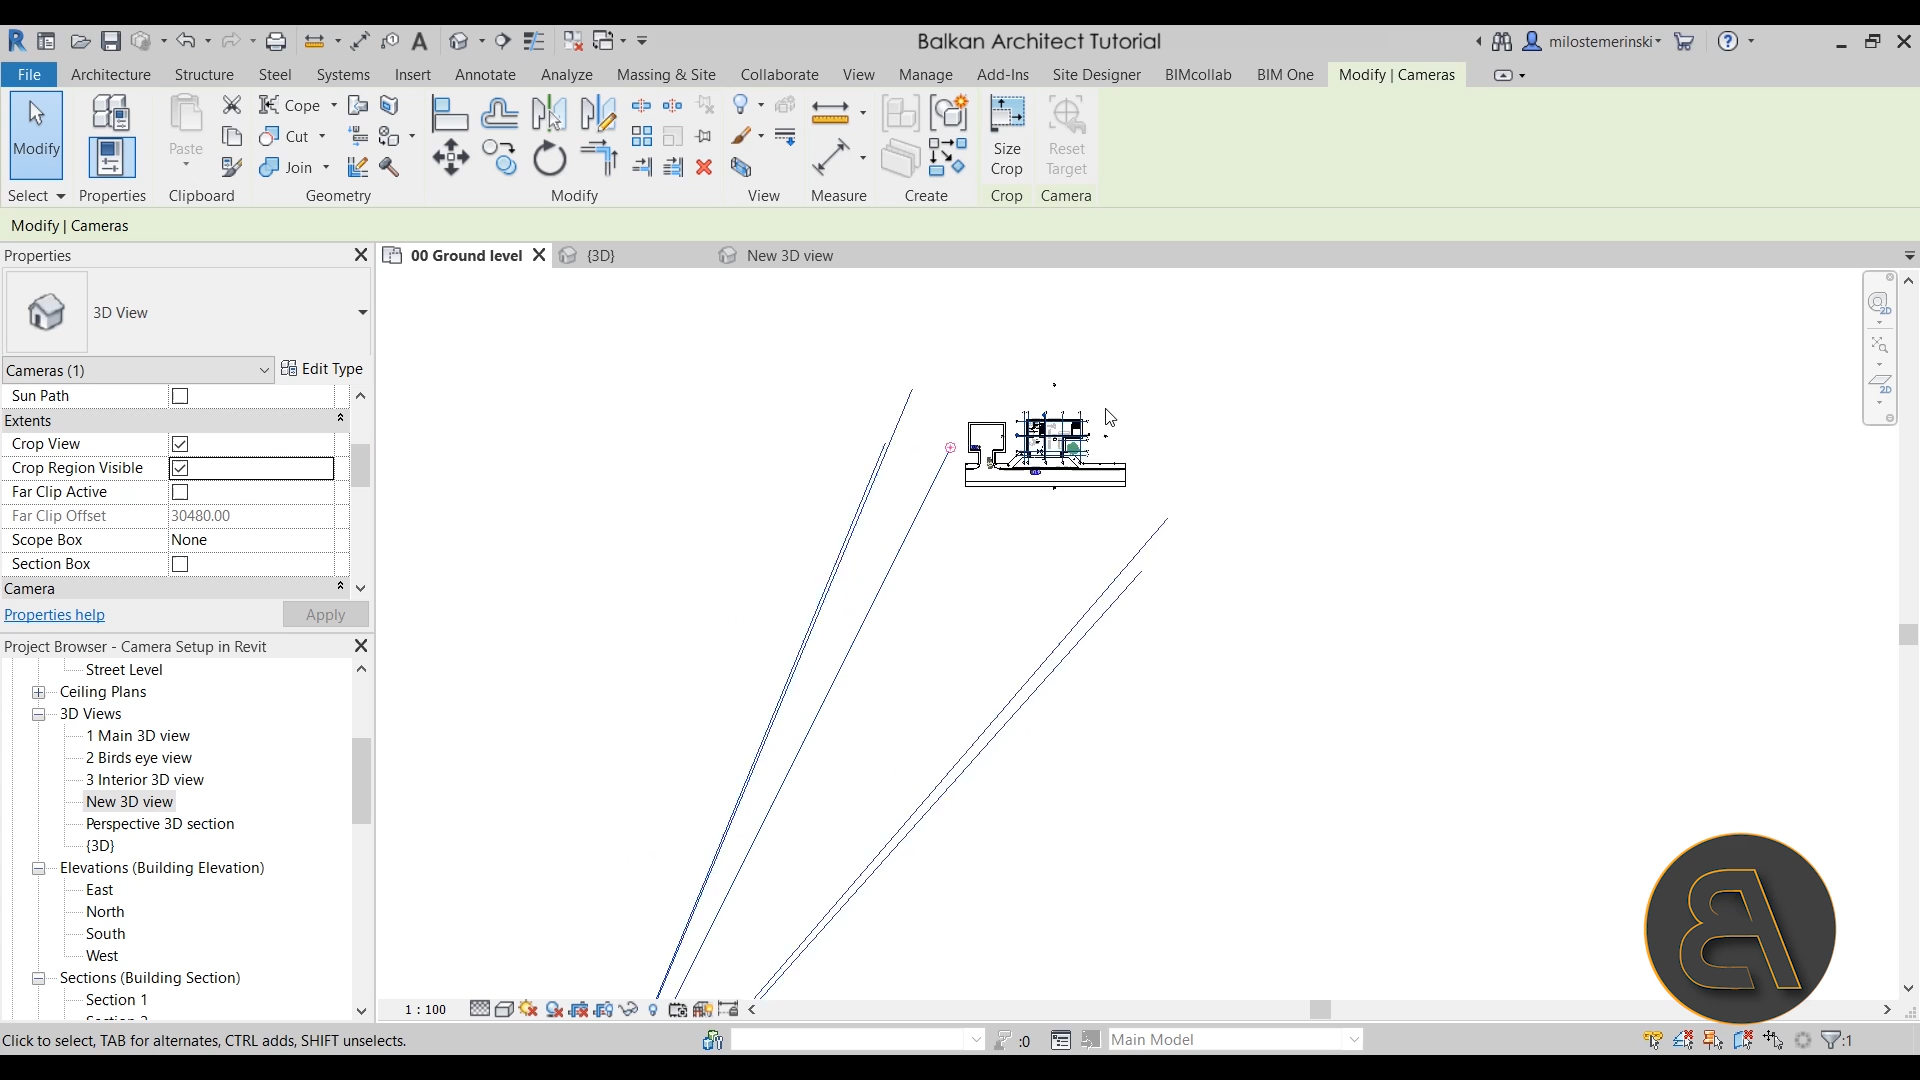 Balkan Architect Tutorial
milostemerinski
File Architecture Structure Steel Systems Insert Annotate Analyze Massing & Site Collaborate View Manage Add-Ins Site Designer BIMcollab BIM One Modify | Cameras
Modify
Paste
Cope
Cut
Join
Size Crop
Reset Target
Select Properties Clipboard Geometry Modify View Measure Create Crop Camera
Modify | Cameras
Properties
00 Ground level
{3D}
New 3D view
3D View
Cameras (1)
Edit Type
Sun Path
Extents
Crop View
Crop Region Visible
Far Clip Active
Far Clip Offset 30480.00
Scope Box None
Section Box
Camera
Properties help
Apply
Project Browser - Camera Setup in Revit
Street Level
Ceiling Plans
3D Views
1 Main 3D view
2 Birds eye view
3 Interior 3D view
New 3D view
Perspective 3D section
{3D}
Elevations (Building Elevation)
East
North
South
West
Sections (Building Section)
Section 1
1 : 100
Click to select, TAB for alternates, CTRL adds, SHIFT unselects.
:0
Main Model
:1
2D
2D